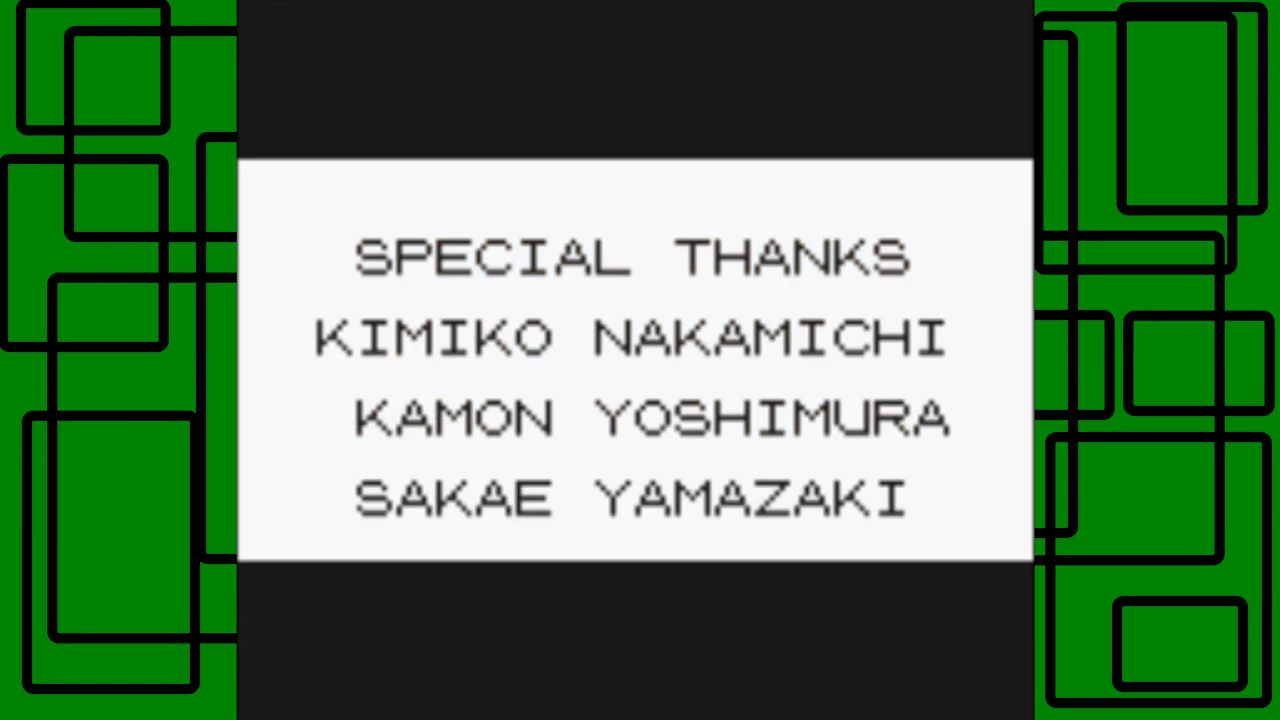 SPECIAL THANKS
KIMIKO NAKAMICHI
KAMON YOSHIMURA
SAKAE YAMAZAKI